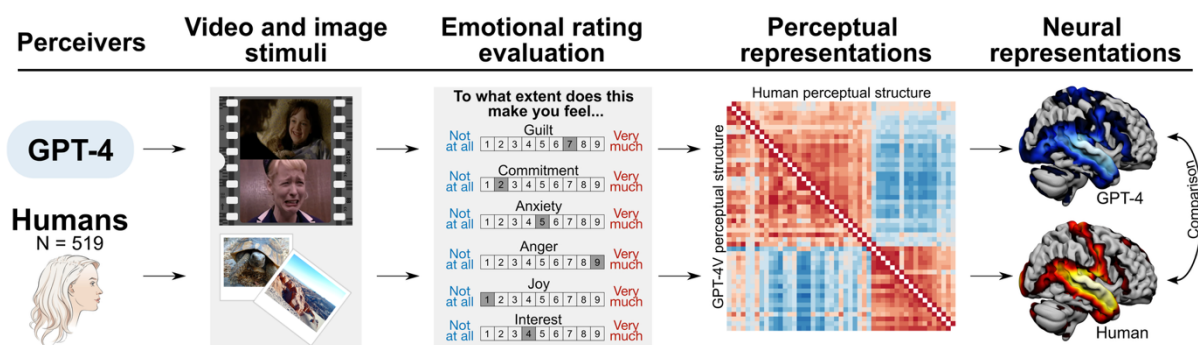 Perceivers
Video and image
stimuli
Emotional rating
evaluation
Perceptual
representations
Neural
representations
GPT-4
Humans
N = 519
To what extent does this
make you feel...
Guilt
Not
at all
1 2 3 4 5 6 7 8 9
Very
much
Commitment
Not
at all
1 2 3 4 5 6 7 8 9
Very
much
Anxiety
Not
at all
1 2 3 4 5 6 7 8 9
Very
much
Anger
Not
at all
1 2 3 4 5 6 7 8 9
Very
much
Joy
Not
at all
1 2 3 4 5 6 7 8 9
Very
much
Interest
Not
at all
1 2 3 4 5 6 7 8 9
Very
much
Human perceptual structure
GPT-4V perceptual structure
GPT-4
Comparison
Human